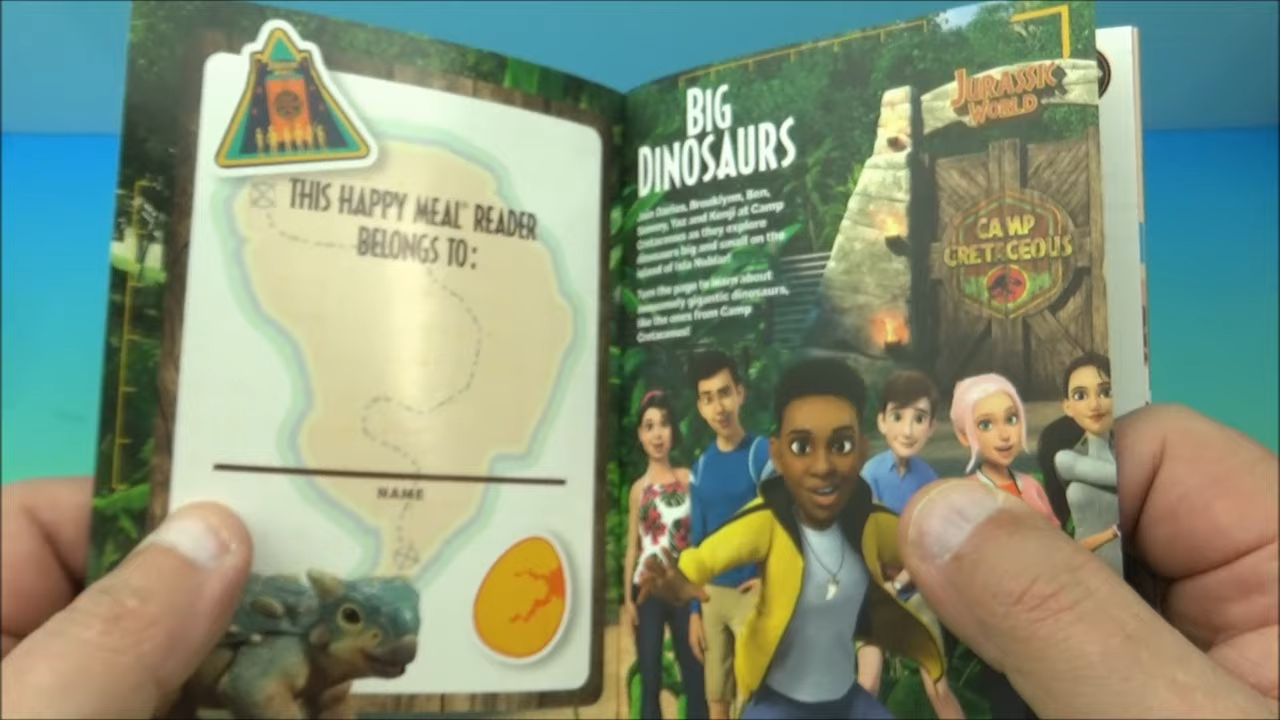 THIS HAPPY MEAL™ READER
BELONGS TO:
NAME
BIG
DINOSAURS
Join Darius, Brooklynn, Ben,
Sammy, Yaz and Kenji at Camp
Cretaceous as they explore
dinosaurs big and small on the
island of Isla Nublar!
Turn the page to learn about
immensely gigantic dinosaurs,
like the ones from Camp
Cretaceous!
JURASSIC
WORLD
CAMP
CRETACEOUS